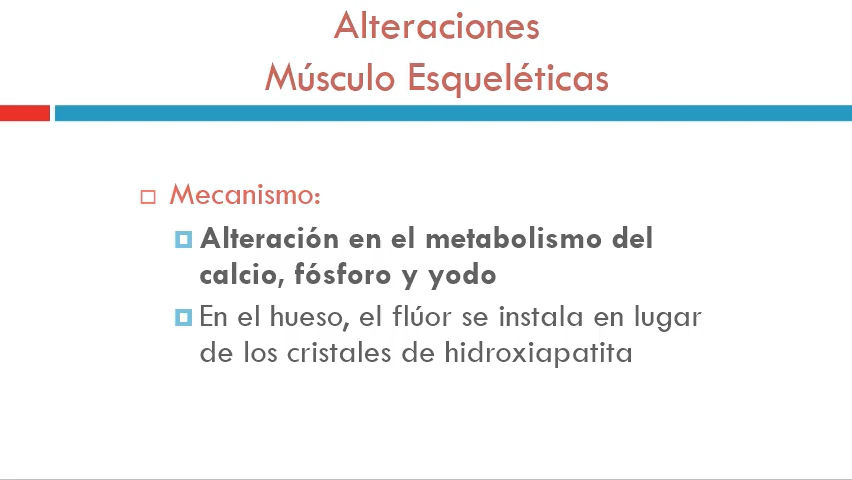 Alteraciones
Músculo Esqueléticas
Mecanismo:
Alteración en el metabolismo del
calcio, fósforo y yodo
En el hueso, el flúor se instala en lugar
de los cristales de hidroxiapatita